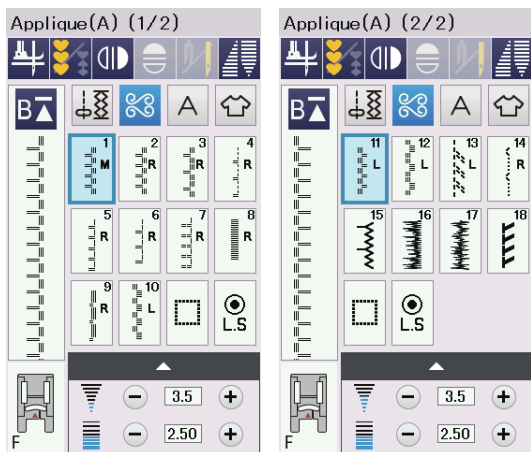 Applique(A) (1/2)
B
A
1 M
2 R
3 R
4 R
5 R
6 R
7 R
8 R
9 R
10 L
L.S
3.5
2.50
F
Applique(A) (2/2)
B
A
11 L
12 L
13 L
14 R
15
16
17
18
L.S
3.5
2.50
F